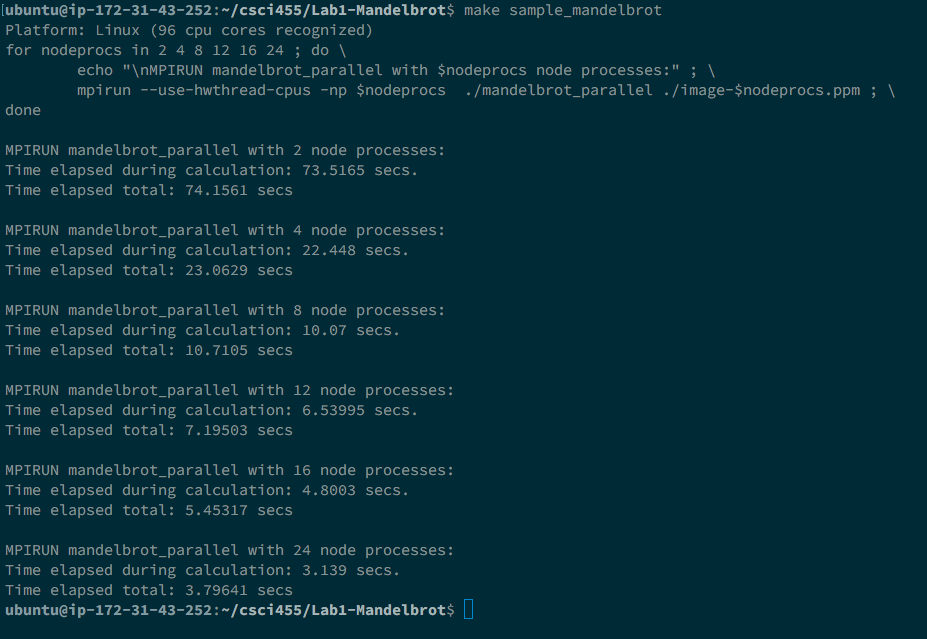 [ubuntu@ip-172-31-43-252:~/csci455/Lab1-Mandelbrot$ make sample_mandelbrot
Platform: Linux (96 cpu cores recognized)
for nodeprocs in 2 4 8 12 16 24 ; do \
        echo "\nMPIRUN mandelbrot_parallel with $nodeprocs node processes:" ; \
        mpirun --use-hwthread-cpus -np $nodeprocs  ./mandelbrot_parallel ./image-$nodeprocs.ppm ; \
done

MPIRUN mandelbrot_parallel with 2 node processes:
Time elapsed during calculation: 73.5165 secs.
Time elapsed total: 74.1561 secs

MPIRUN mandelbrot_parallel with 4 node processes:
Time elapsed during calculation: 22.448 secs.
Time elapsed total: 23.0629 secs

MPIRUN mandelbrot_parallel with 8 node processes:
Time elapsed during calculation: 10.07 secs.
Time elapsed total: 10.7105 secs

MPIRUN mandelbrot_parallel with 12 node processes:
Time elapsed during calculation: 6.53995 secs.
Time elapsed total: 7.19503 secs

MPIRUN mandelbrot_parallel with 16 node processes:
Time elapsed during calculation: 4.8003 secs.
Time elapsed total: 5.45317 secs

MPIRUN mandelbrot_parallel with 24 node processes:
Time elapsed during calculation: 3.139 secs.
Time elapsed total: 3.79641 secs
ubuntu@ip-172-31-43-252:~/csci455/Lab1-Mandelbrot$